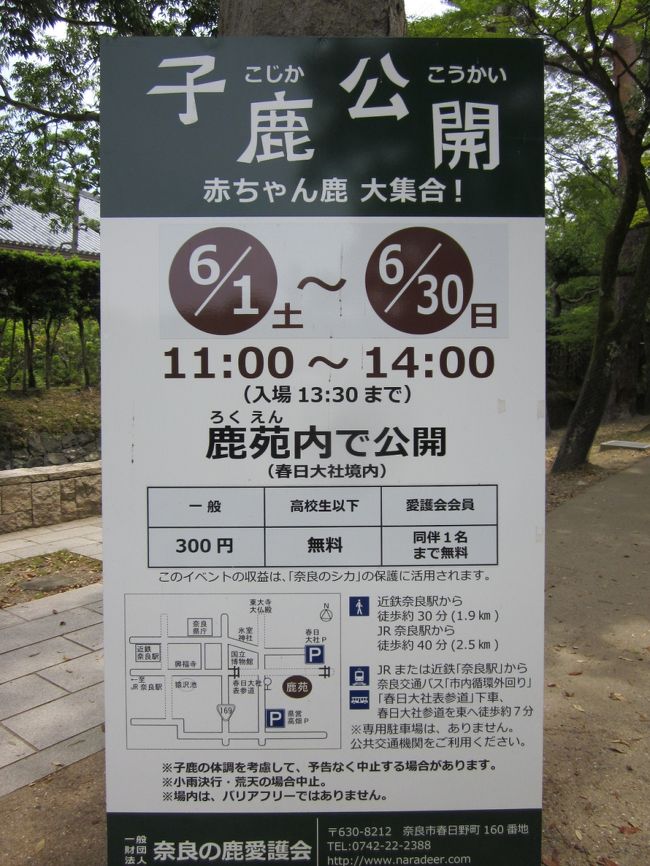 子鹿公開
こじか こうかい
赤ちゃん鹿 大集合！
6/1土～6/30日
11:00～14:00
（入場 13:30 まで）
ろくえん
鹿苑内で公開
（春日大社境内）
一般 高校生以下 愛護会会員
300円 無料 同伴１名まで無料
このイベントの収益は、「奈良のシカ」の保護に活用されます。
東大寺大仏殿
N
奈良県庁
氷室神社
春日大社P
P
近鉄奈良駅
興福寺
国立博物館
←至JR奈良駅
猿沢池
春日大社表参道
鹿苑
169
P
県営高畑P
近鉄奈良駅から
徒歩約 30 分（1.9 km）
JR 奈良駅から
徒歩約 40 分（2.5 km）
JR または近鉄「奈良駅」から
奈良交通バス「市内循環外回り」
「春日大社表参道」下車、
春日大社参道を東へ徒歩約７分
※専用駐車場は、ありません。
公共交通機関をご利用ください。
※子鹿の体調を考慮して、予告なく中止する場合があります。
※小雨決行・荒天の場合中止。
※場内は、バリアフリーではありません。
一般財団法人 奈良の鹿愛護会
〒630-8212 奈良市春日野町 160 番地
TEL:0742-22-2388
http://www.naradeer.com/